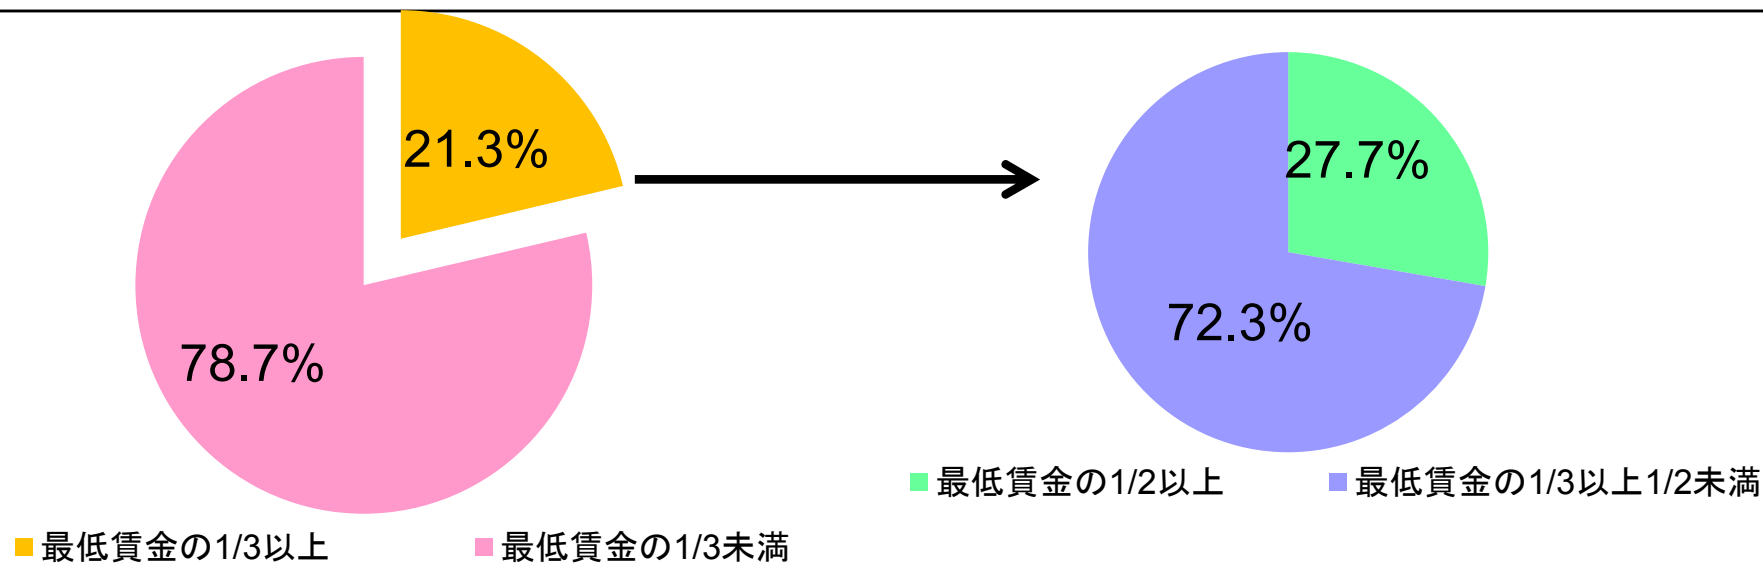 21.3%
78.7%
最低賃金の1/3以上
最低賃金の1/3未満
27.7%
72.3%
最低賃金の1/2以上
最低賃金の1/3以上1/2未満